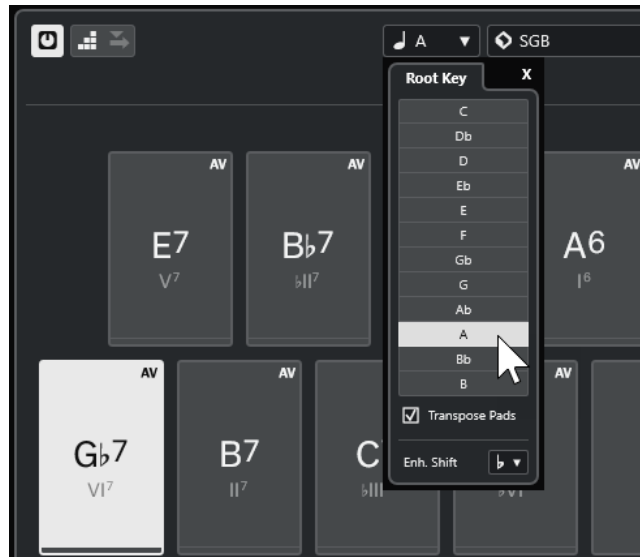 A
SGB
Root Key
X
C
Db
D
Eb
E
F
Gb
G
Ab
A
Bb
B
Transpose Pads
Enh. Shift ♭
AV
E7
V7
AV
B♭7
♭II7
AV
A6
I6
AV
G♭7
VI7
AV
B7
II7
C
♭III
AV
♭VI